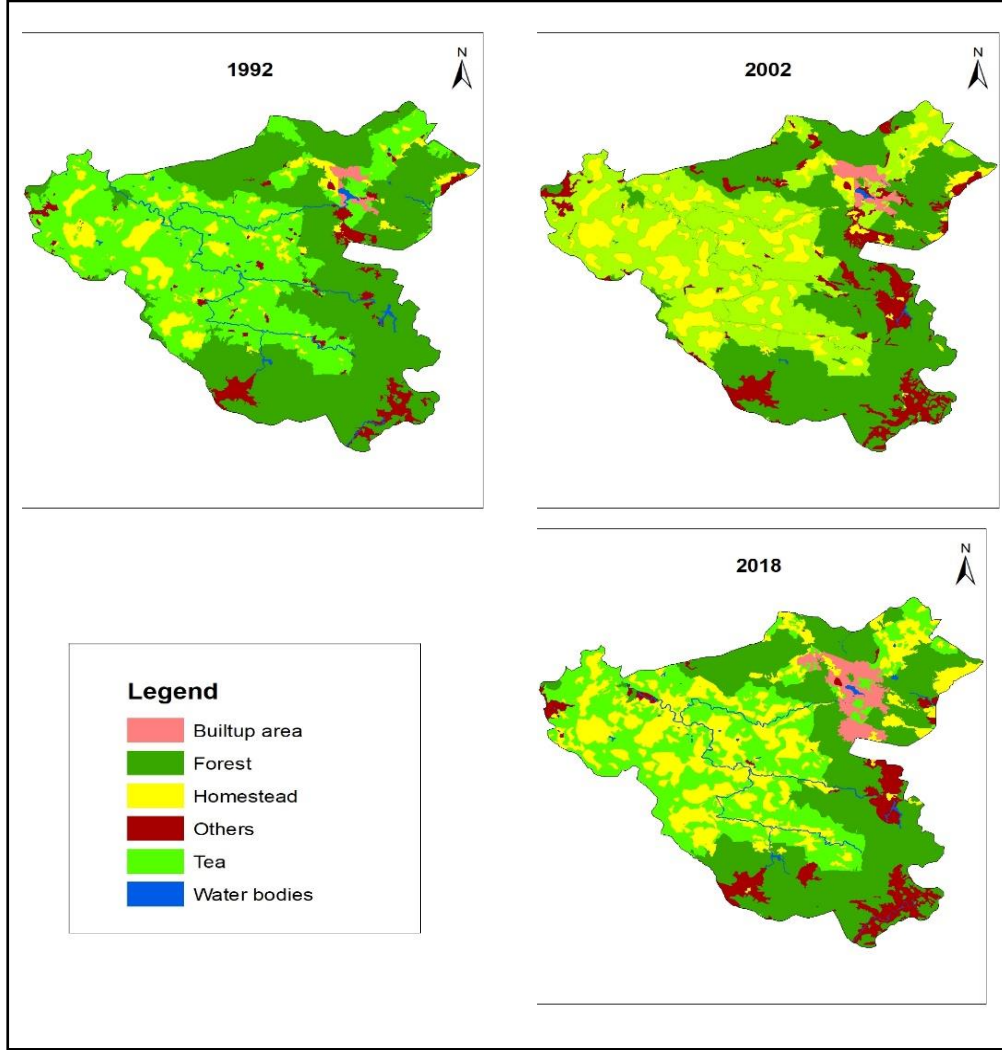 1992
N
2002
N
2018
N
Legend
Builtup area
Forest
Homestead
Others
Tea
Water bodies